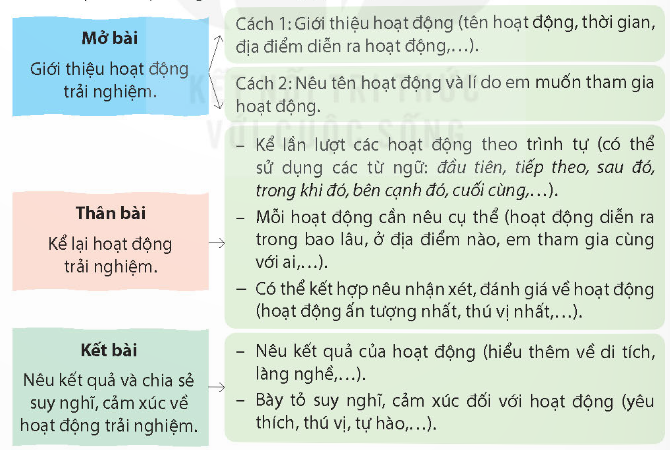 Mở bài
Giới thiệu hoạt động
trải nghiệm.
Cách 1: Giới thiệu hoạt động (tên hoạt động, thời gian,
địa điểm diễn ra hoạt động,…).
Cách 2: Nêu tên hoạt động và lí do em muốn tham gia
hoạt động.
KẾT NỐI TRI THỨC
VỚI CUỘC SỐNG
Thân bài
Kể lại hoạt động
trải nghiệm.
– Kể lần lượt các hoạt động theo trình tự (có thể
sử dụng các từ ngữ: đầu tiên, tiếp theo, sau đó,
trong khi đó, bên cạnh đó, cuối cùng,…).
– Mỗi hoạt động cần nêu cụ thể (hoạt động diễn ra
trong bao lâu, ở địa điểm nào, em tham gia cùng
với ai,…).
– Có thể kết hợp nêu nhận xét, đánh giá về hoạt động
(hoạt động ấn tượng nhất, thú vị nhất,…).
Kết bài
Nêu kết quả và chia sẻ
suy nghĩ, cảm xúc về
hoạt động trải nghiệm.
– Nêu kết quả của hoạt động (hiểu thêm về di tích,
làng nghề,…).
– Bày tỏ suy nghĩ, cảm xúc đối với hoạt động (yêu
thích, thú vị, tự hào,…).